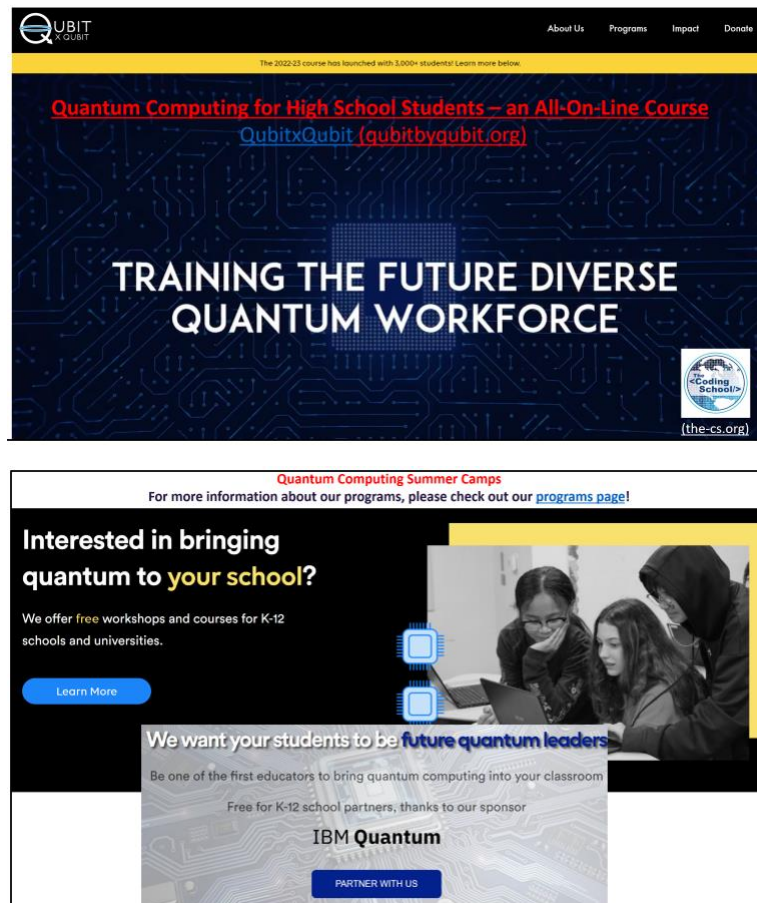 QUBIT
X QUBIT
About Us Programs Impact Donate
The 2022-23 course has launched with 3,000+ students! Learn more below.
Quantum Computing for High School Students – an All-On-Line Course
QubitxQubit (qubitbyqubit.org)
TRAINING THE FUTURE DIVERSE
QUANTUM WORKFORCE
The
<Coding
School/>
(the-cs.org)
Quantum Computing Summer Camps
For more information about our programs, please check out our programs page!
Interested in bringing
quantum to your school?
We offer free workshops and courses for K-12
schools and universities.
Learn More
We want your students to be future quantum leaders
Be one of the first educators to bring quantum computing into your classroom
Free for K-12 school partners, thanks to our sponsor
IBM Quantum
PARTNER WITH US